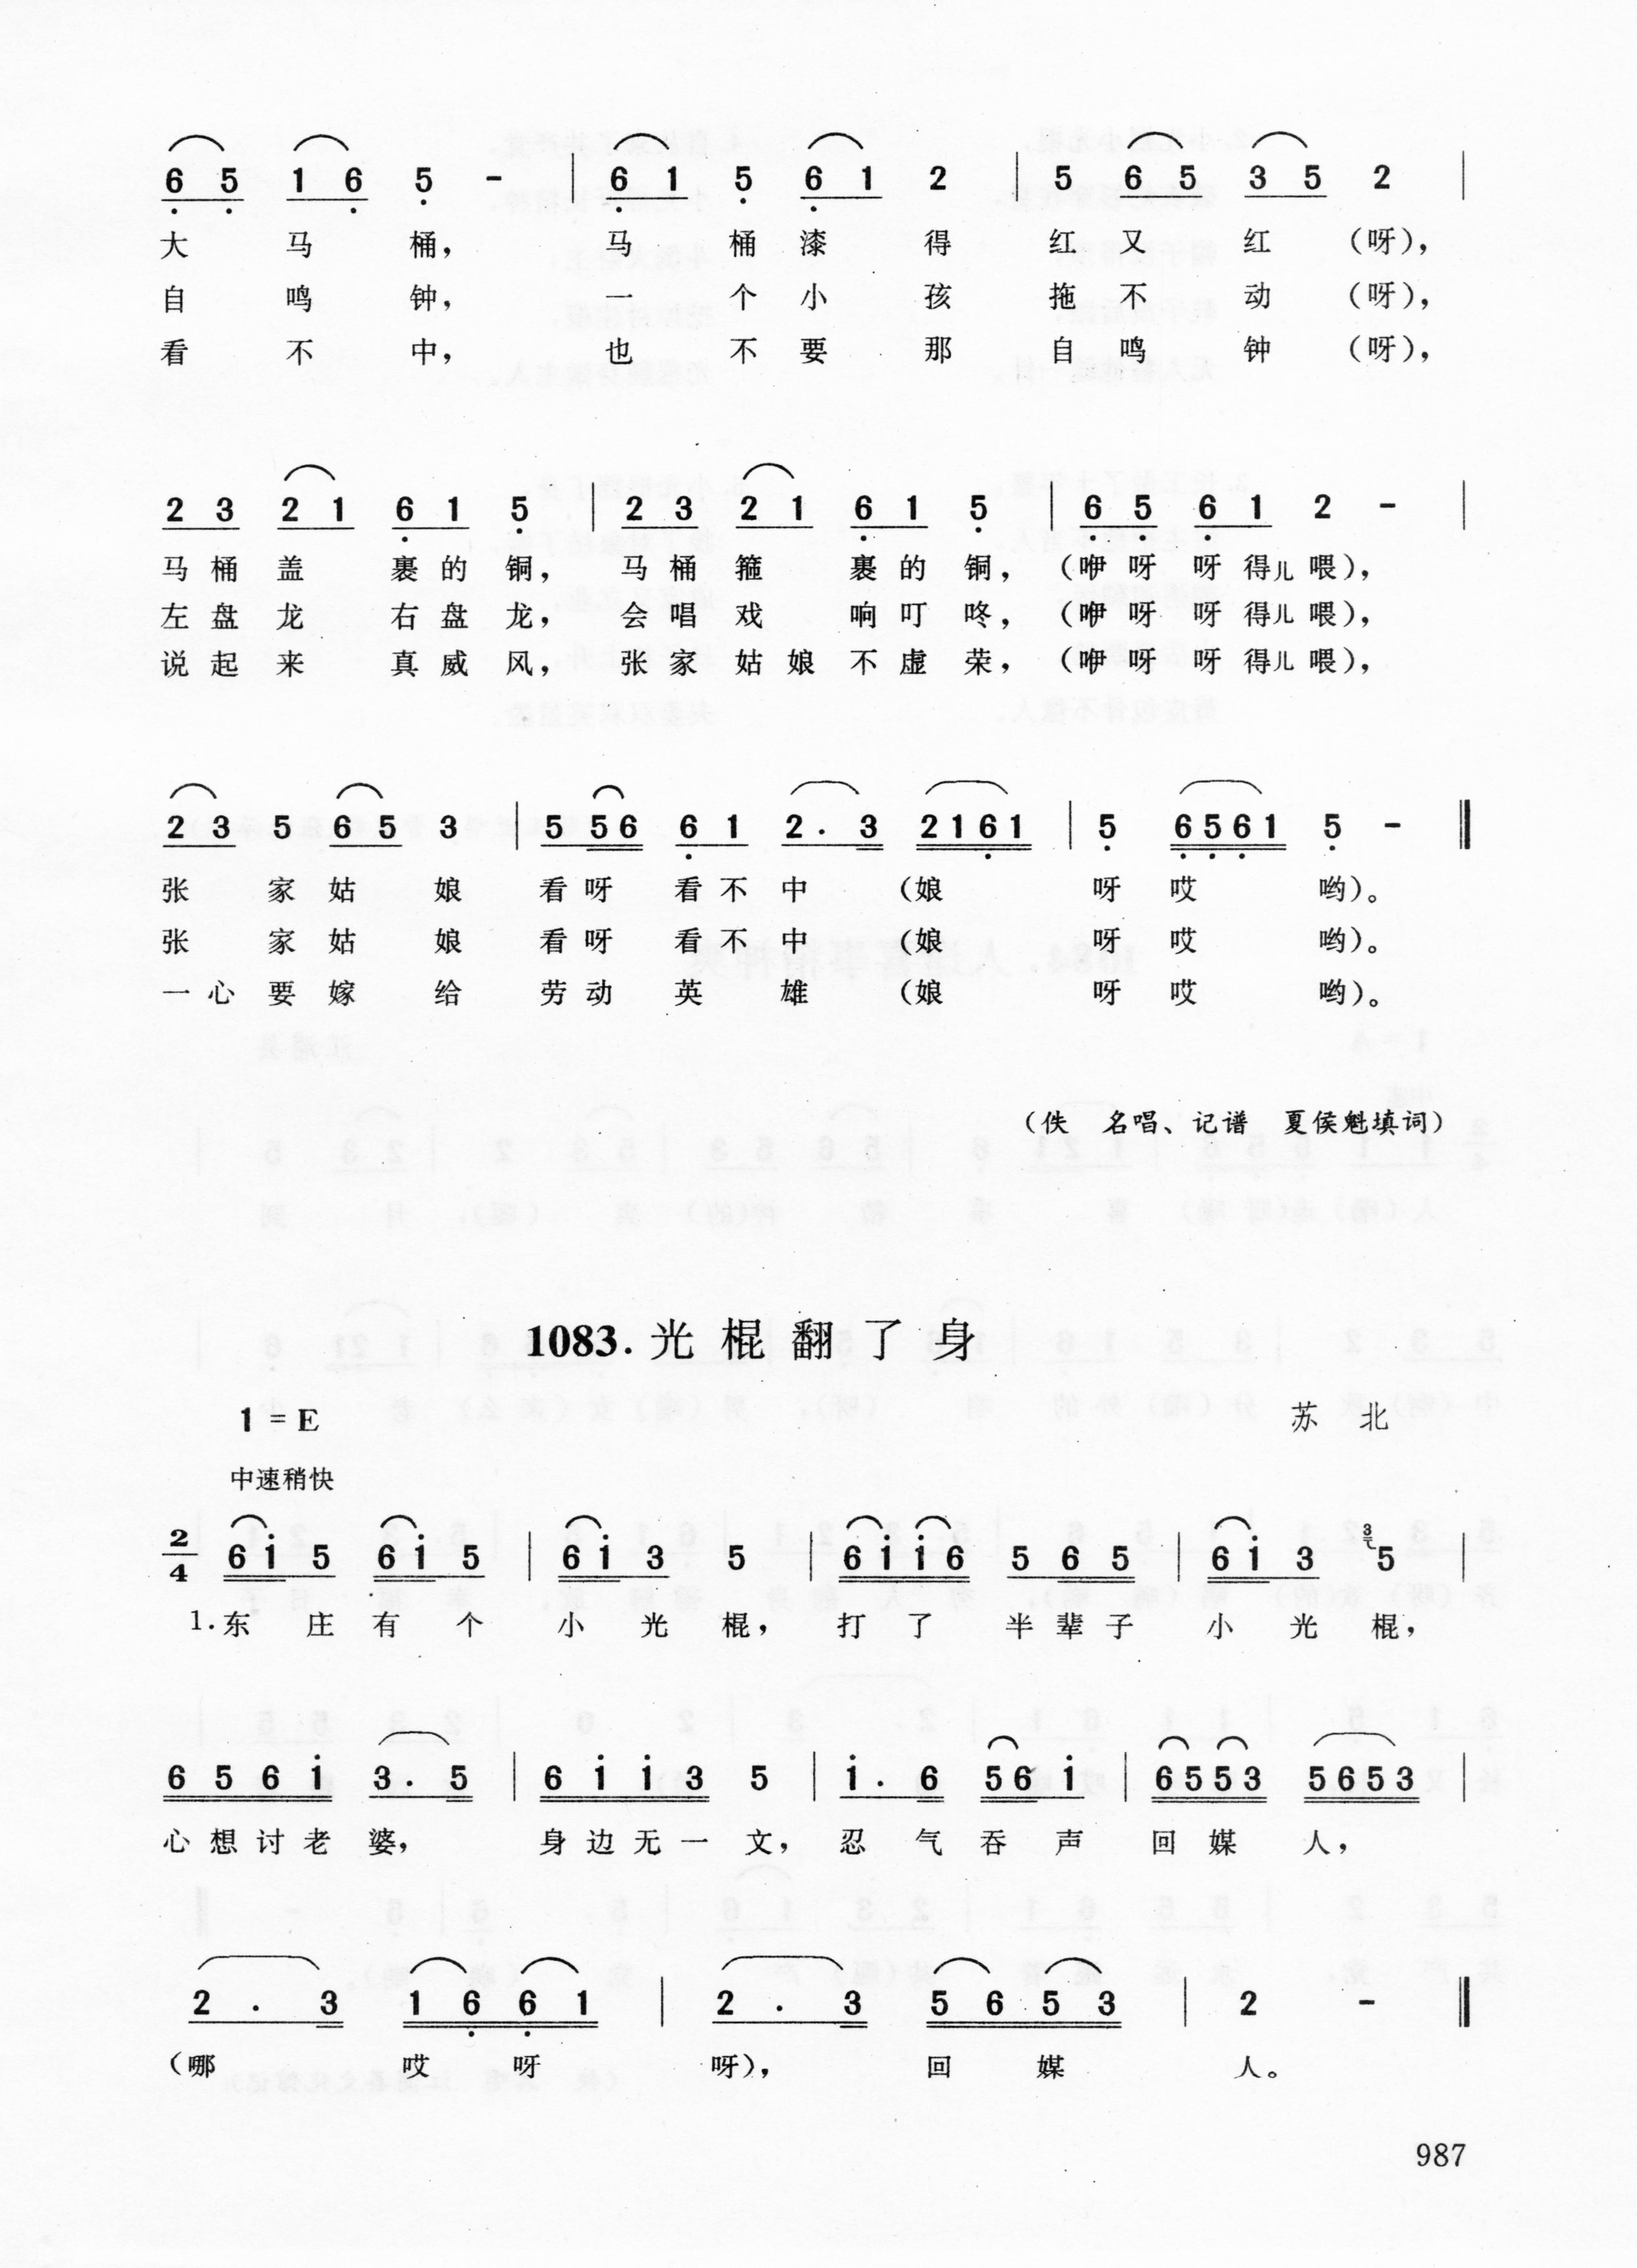 6 5 1 6 5 - | 6 1 5 6 1 2 | 5 6 5 3 5 2 |
大 马 桶， 马 桶 漆 得 红 又 红 （呀），
自 鸣 钟， 一 个 小 孩 拖 不 动 （呀），
看 不 中， 也 不 要 那 自 鸣 钟 （呀），
2 3 2 1 6 1 5 | 2 3 2 1 6 1 5 | 6 5 6 1 2 - |
马 桶 盖 裹 的 铜， 马 桶 箍 裹 的 铜，（咿 呀 呀 得儿 喂），
左 盘 龙 右 盘 龙， 会 唱 戏 响 叮 咚，（咿 呀 呀 得儿 喂），
说 起 来 真 威 风， 张 家 姑 娘 不 虚 荣，（咿 呀 呀 得儿 喂），
2 3 5 6 5 3 | 5 5 6 6 1 2 · 3 2 1 6 1 | 5 6 5 6 1 5 - ‖
张 家 姑 娘 看 呀 看 不 中 （娘 呀 哎 哟）。
张 家 姑 娘 看 呀 看 不 中 （娘 呀 哎 哟）。
一 心 要 嫁 给 劳 动 英 雄 （娘 呀 哎 哟）。
（佚 名唱、记谱 夏侯魁填词）
1083. 光 棍 翻 了 身
1 = E 苏 北
中速稍快
2/4 6 i 5 6 i 5 | 6 i 3 5 | 6 i i 6 5 6 5 | 6 i 3 3 5 |
1. 东 庄 有 个 小 光 棍， 打 了 半 辈 子 小 光 棍，
6 5 6 i 3 · 5 | 6 i i 3 5 | i · 6 5 6 i | 6 5 5 3 5 6 5 3 |
心 想 讨 老 婆， 身 边 无 一 文， 忍 气 吞 声 回 媒 人，
2 · 3 1 6 6 1 | 2 · 3 5 6 5 3 | 2 - ‖
（哪 哎 呀 呀）， 回 媒 人。
987